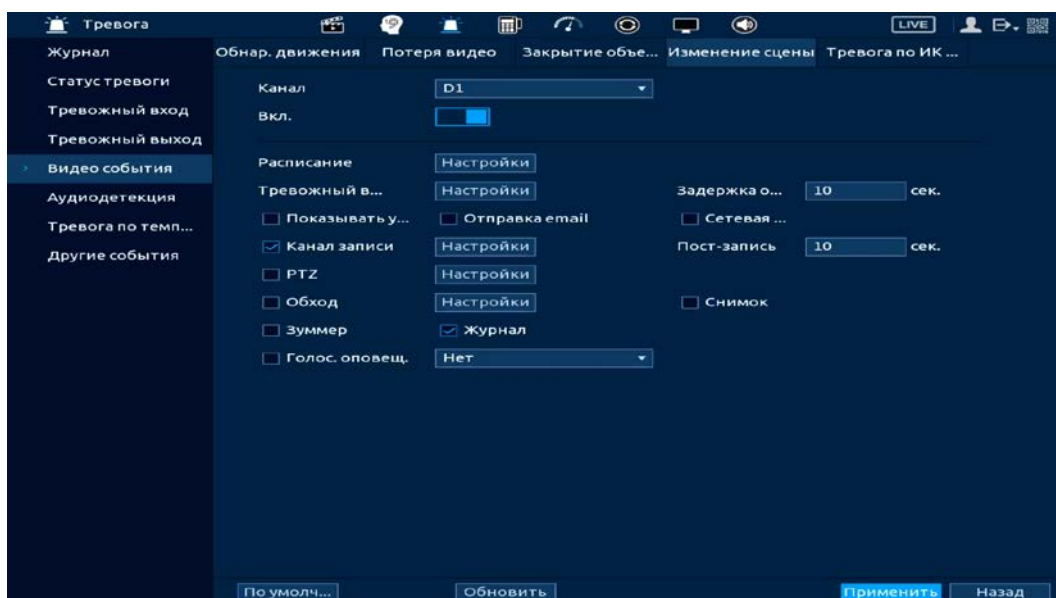 Тревога LIVE
Журнал
Статус тревоги
Тревожный вход
Тревожный выход
Видео события
Аудиодетекция
Тревога по темп...
Другие события
Обнар. движения Потеря видео Закрытие объе... Изменение сцены Тревога по ИК ...
Канал D1
Вкл.
Расписание Настройки
Тревожный в... Настройки Задержка о... 10 сек.
Показывать у... Отправка email Сетевая ...
Канал записи Настройки Пост-запись 10 сек.
PTZ Настройки
Обход Настройки Снимок
Зуммер Журнал
Голос. оповещ. Нет
По умолч... Обновить Применить Назад